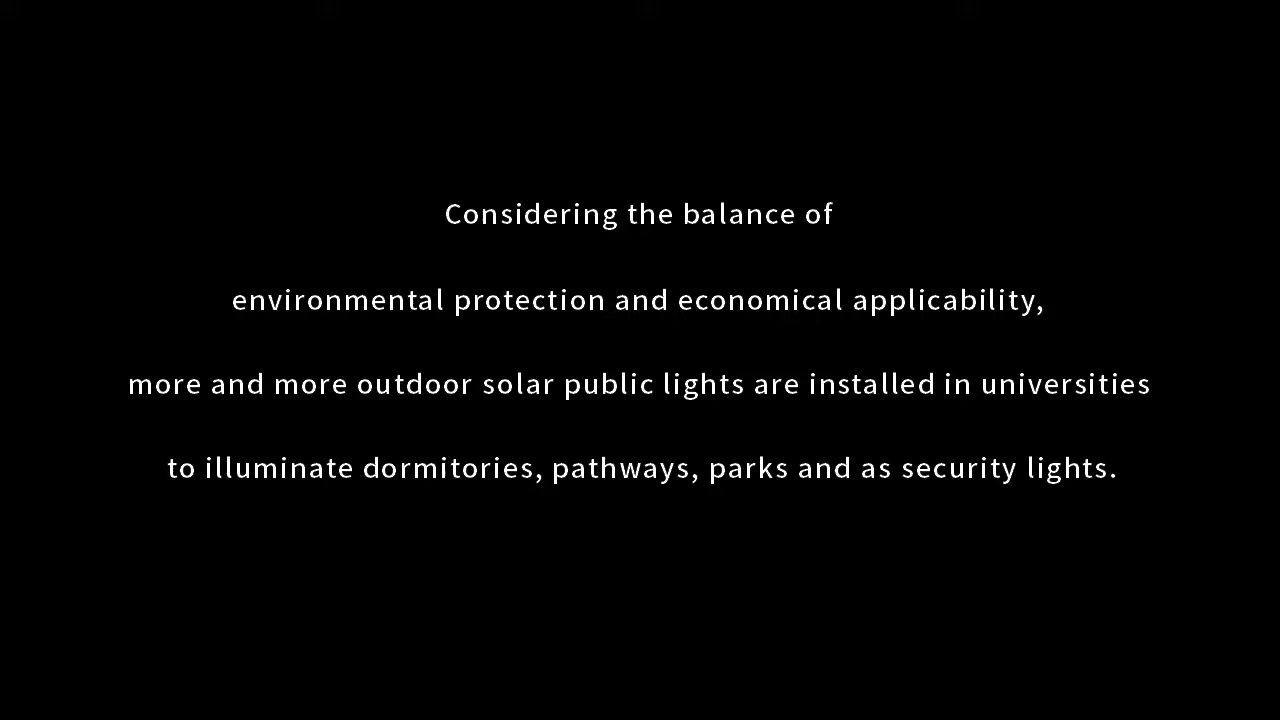 Considering the balance of
environmental protection and economical applicability,
more and more outdoor solar public lights are installed in universities
to illuminate dormitories, pathways, parks and as security lights.